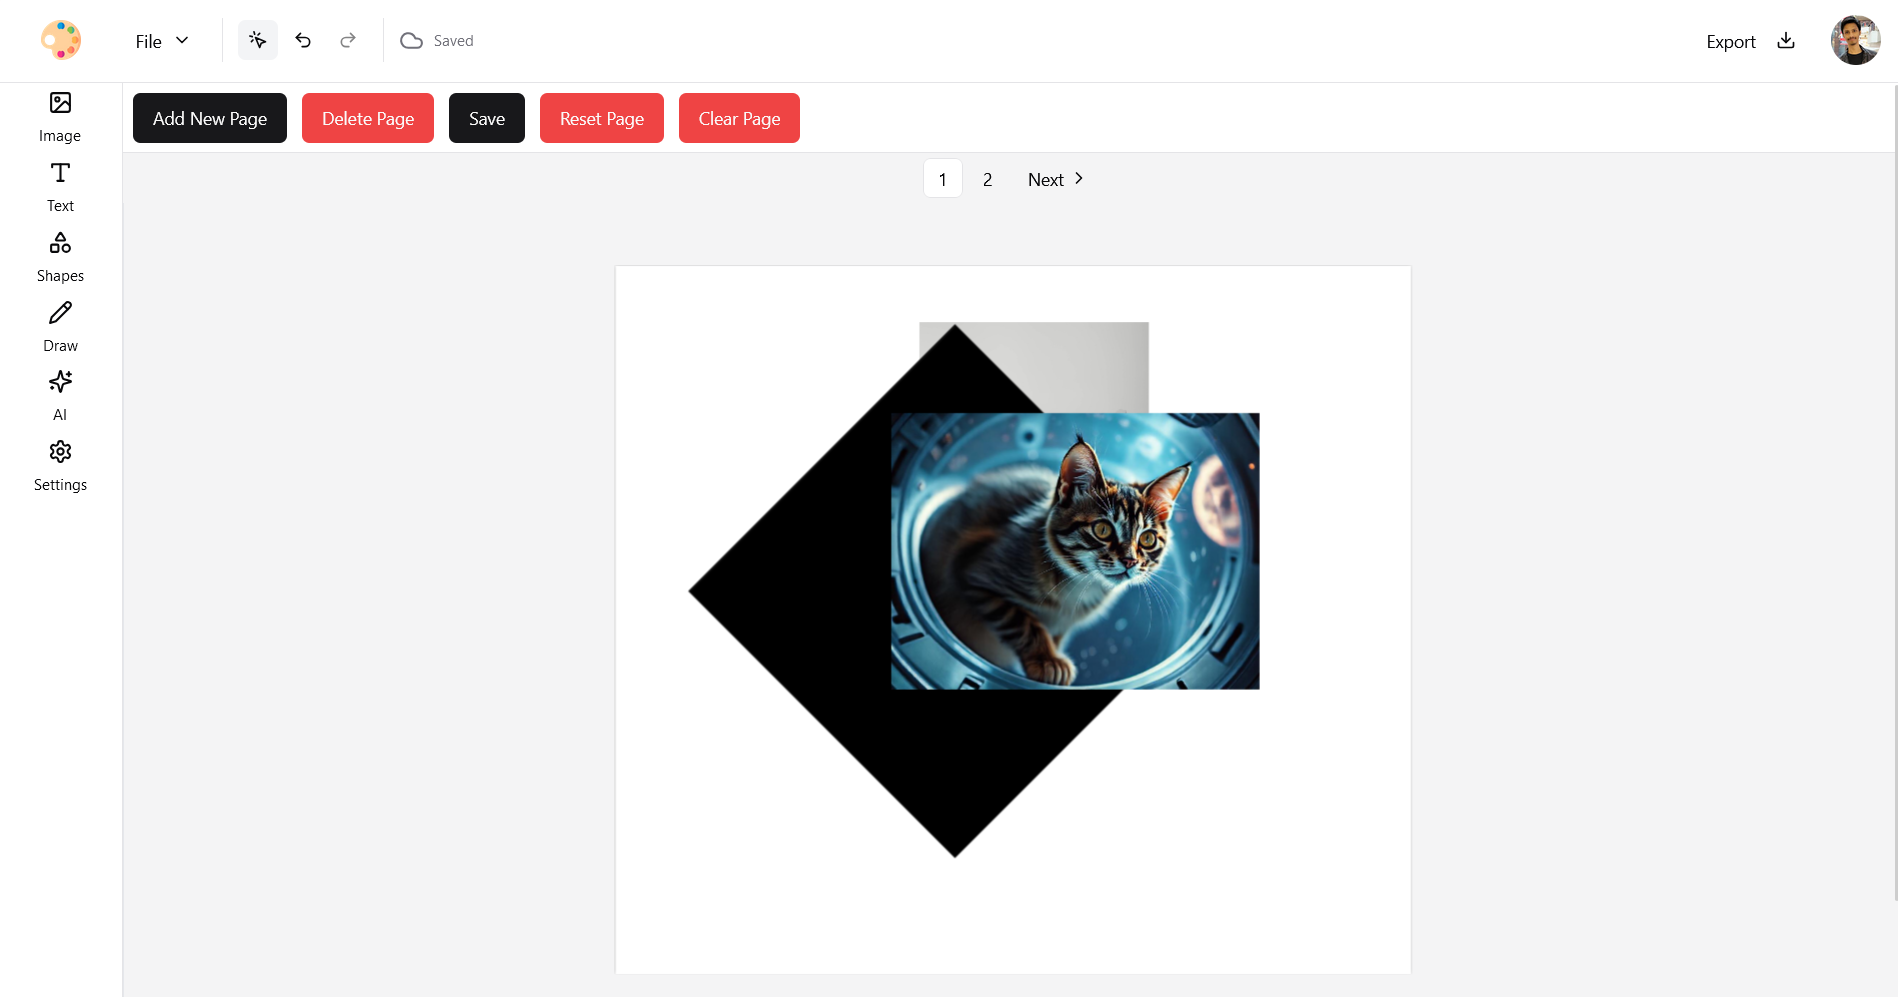 File
Saved
Export
Image
Text
Shapes
Draw
AI
Settings
Add New Page
Delete Page
Save
Reset Page
Clear Page
1
2
Next